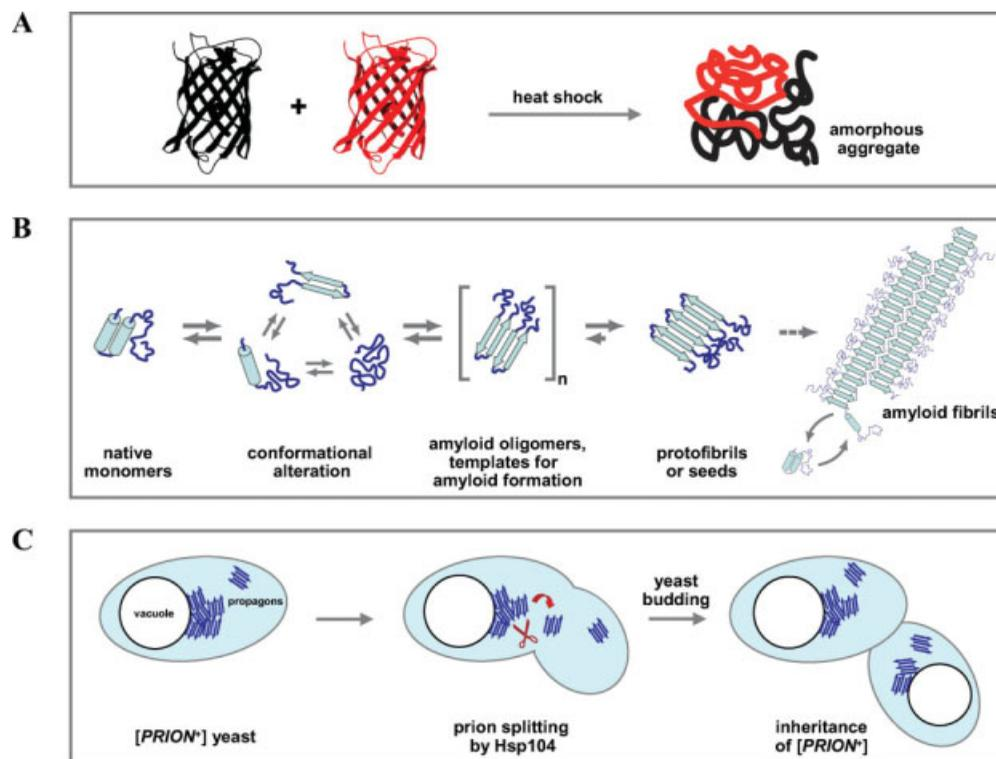 A
+
heat shock
amorphous
aggregate
B
n
native
monomers
conformational
alteration
amyloid oligomers,
templates for
amyloid formation
protofibrils
or seeds
amyloid fibrils
C
vacuole
propagons
yeast
budding
[PRION⁺] yeast
prion splitting
by Hsp104
inheritance
of [PRION⁺]